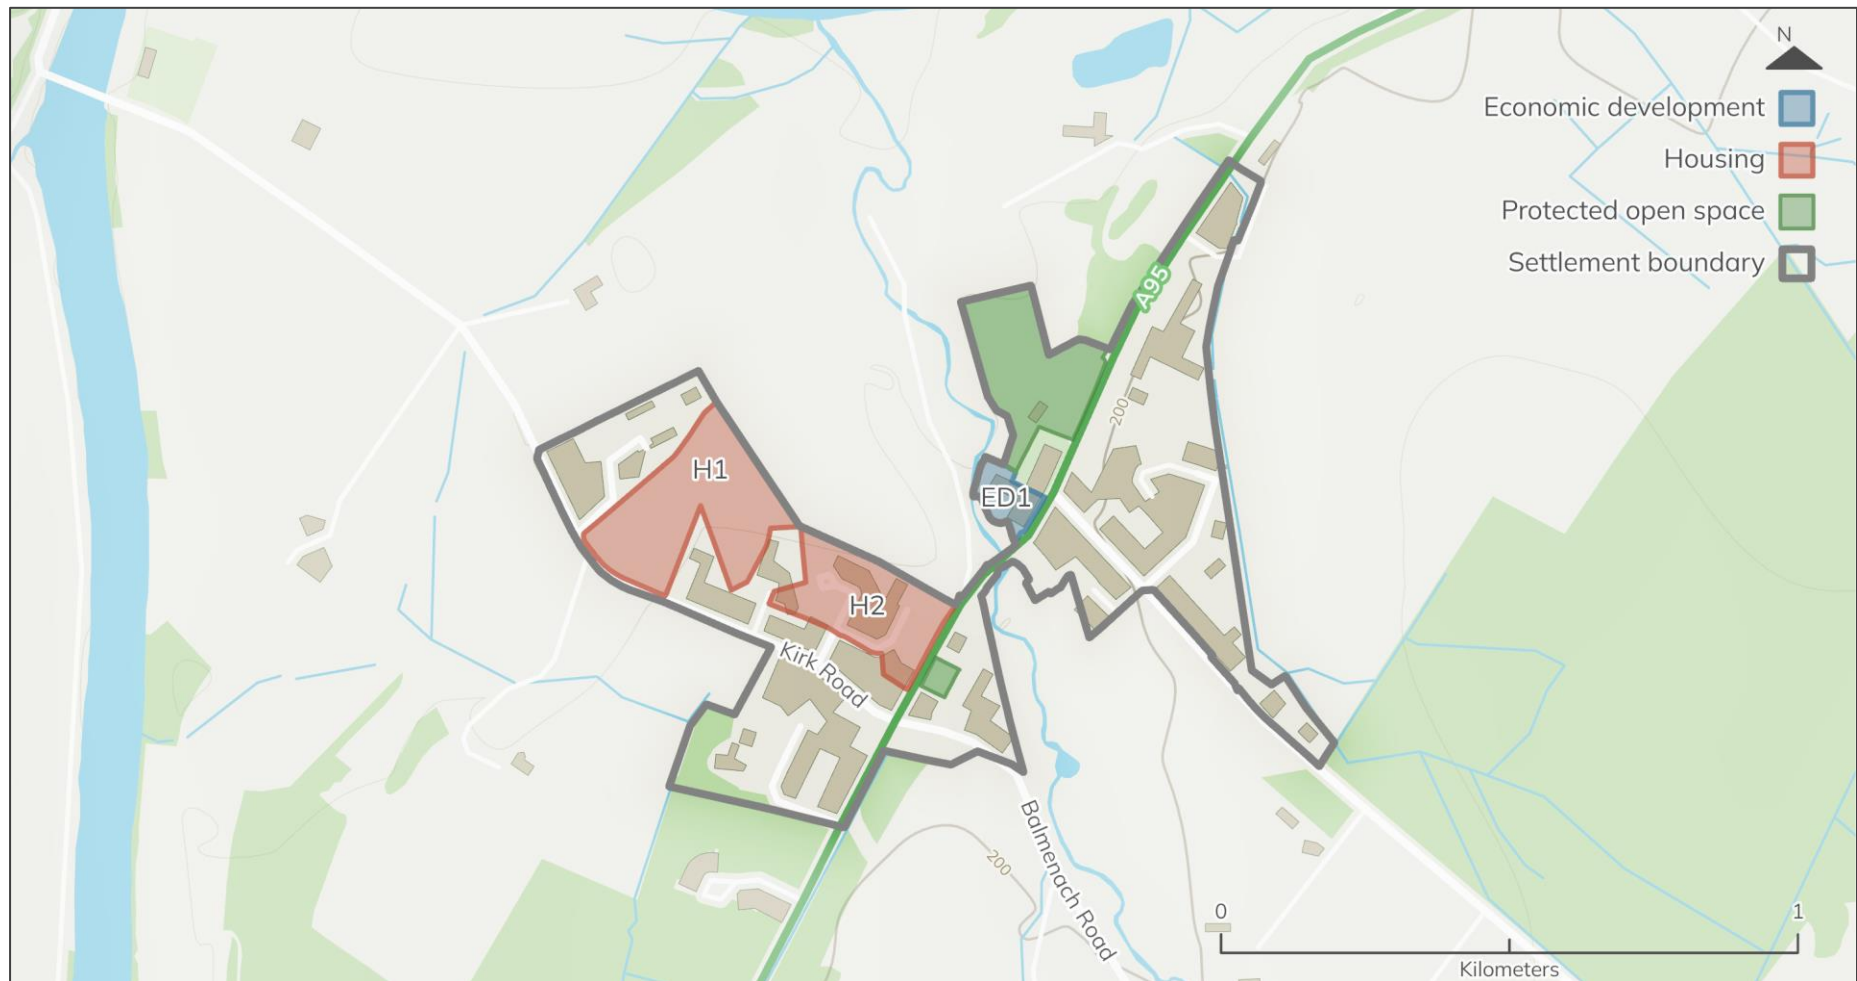 N
Economic development
Housing
Protected open space
Settlement boundary
A95
200
H1
ED1
H2
Kirk Road
Balmenach Road
200
0 1
Kilometers